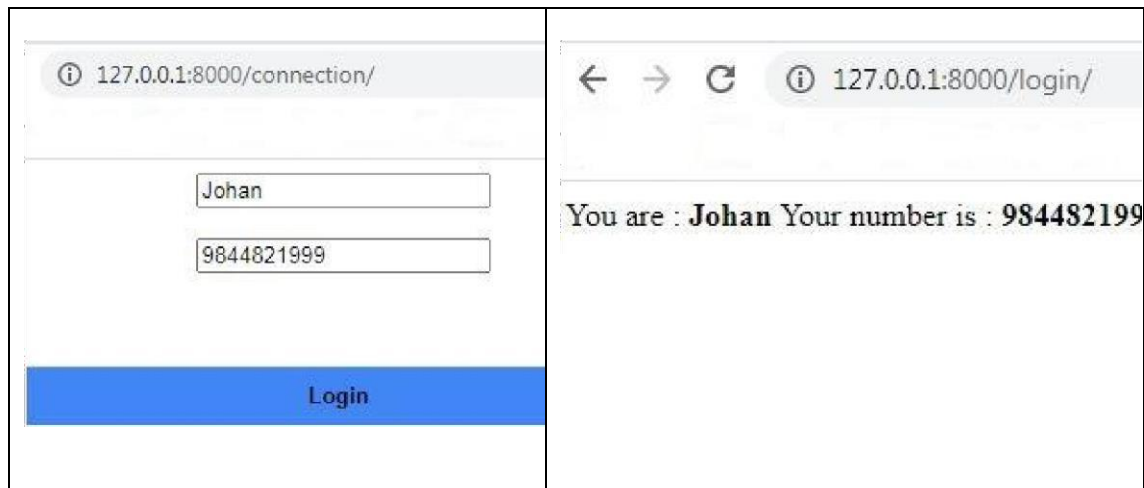 127.0.0.1:8000/connection/
Johan
9844821999
Login
127.0.0.1:8000/login/
You are : Johan Your number is : 984482199